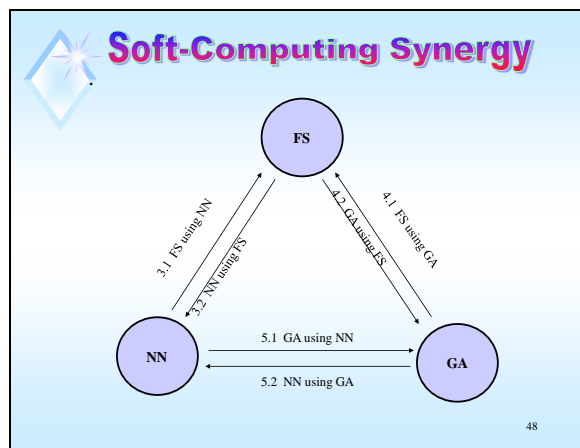 Soft-Computing Synergy
FS
3.1 FS using NN
3.2 NN using FS
4.2 GA using FS
4.1 FS using GA
NN
5.1 GA using NN
5.2 NN using GA
GA
48